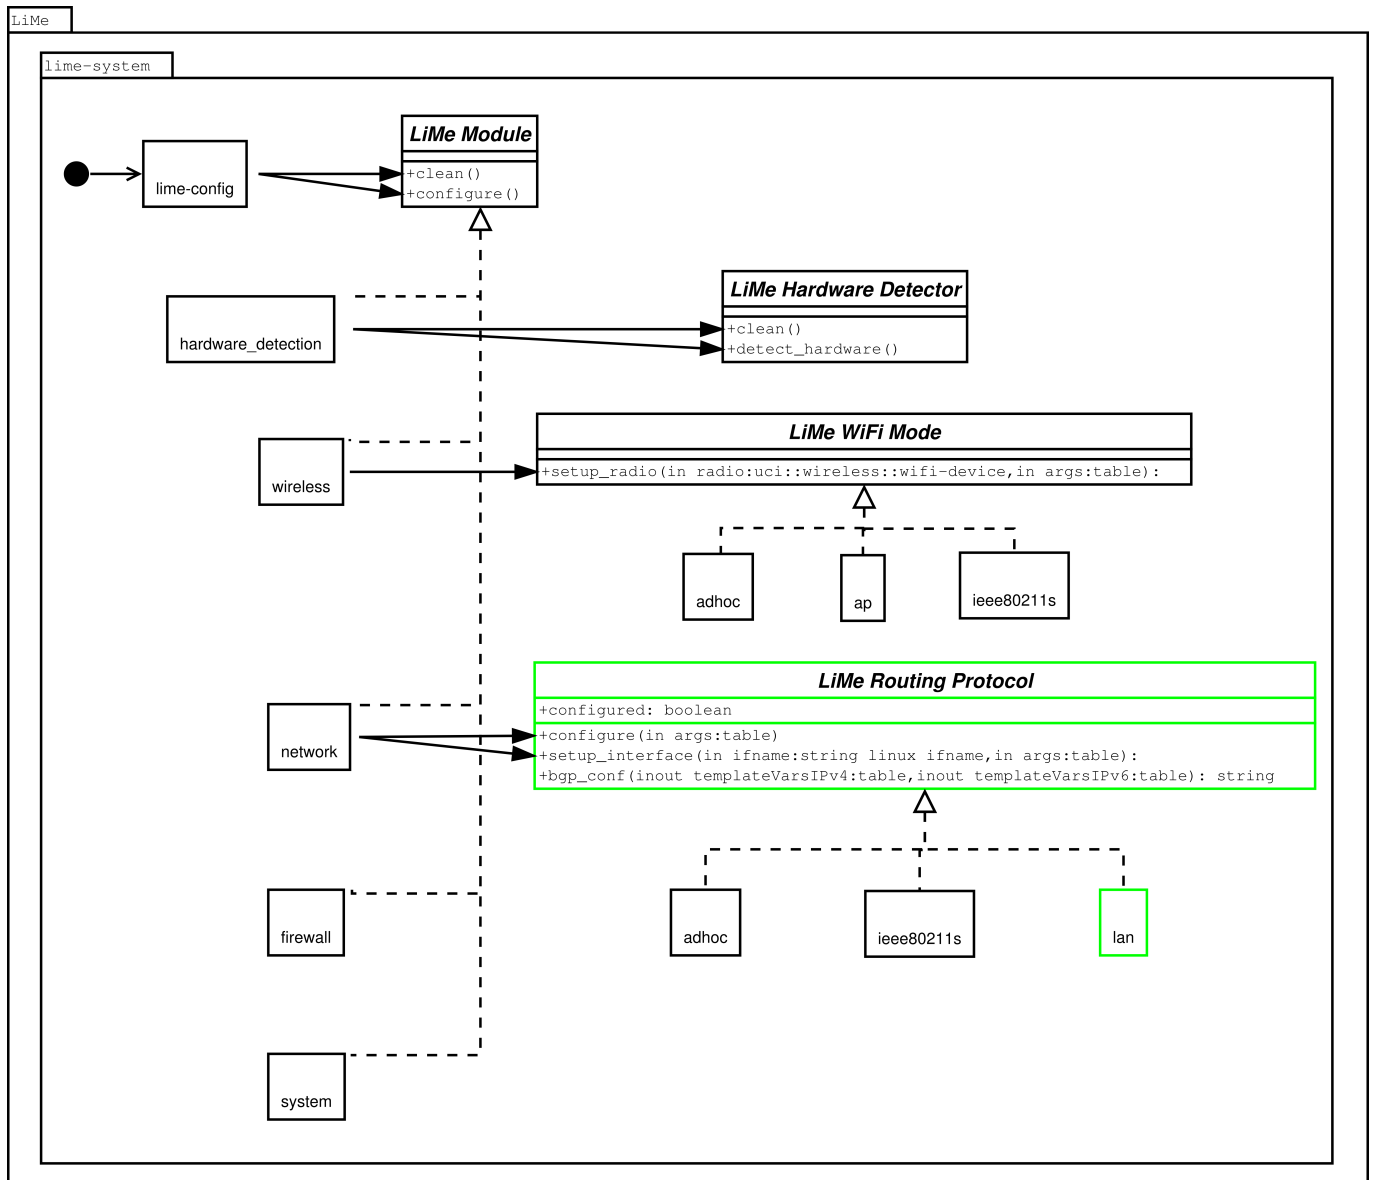 LiMe
lime-system
LiMe Module
+clean()
+configure()
lime-config
LiMe Hardware Detector
+clean()
+detect_hardware()
hardware_detection
LiMe WiFi Mode
+setup_radio(in radio:uci::wireless::wifi-device,in args:table):
wireless
adhoc
ap
ieee80211s
LiMe Routing Protocol
+configured: boolean
+configure(in args:table)
+setup_interface(in ifname:string linux ifname,in args:table):
+bgp_conf(inout templateVarsIPv4:table,inout templateVarsIPv6:table): string
network
firewall
adhoc
ieee80211s
lan
system